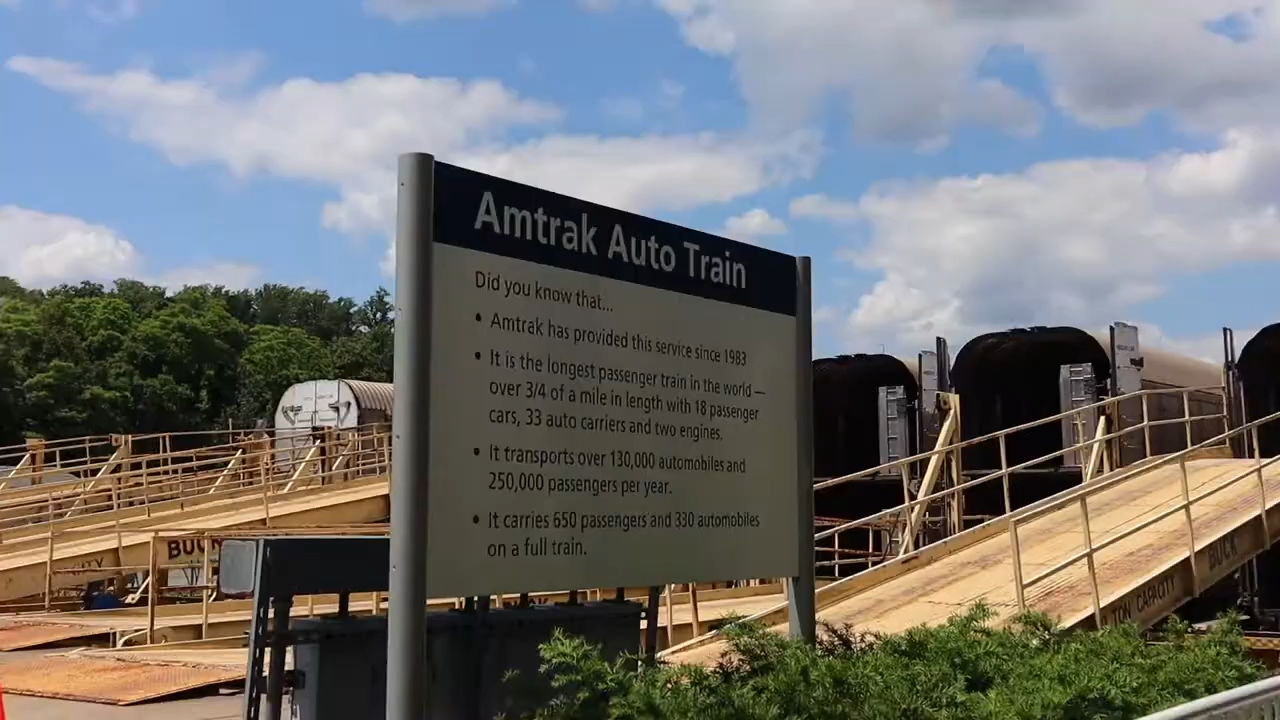 Amtrak Auto Train
Did you know that...
• Amtrak has provided this service since 1983
• It is the longest passenger train in the world —
over 3/4 of a mile in length with 18 passenger
cars, 33 auto carriers and two engines.
• It transports over 130,000 automobiles and
250,000 passengers per year.
• It carries 650 passengers and 330 automobiles
on a full train.
TON CAPACITY BUCK